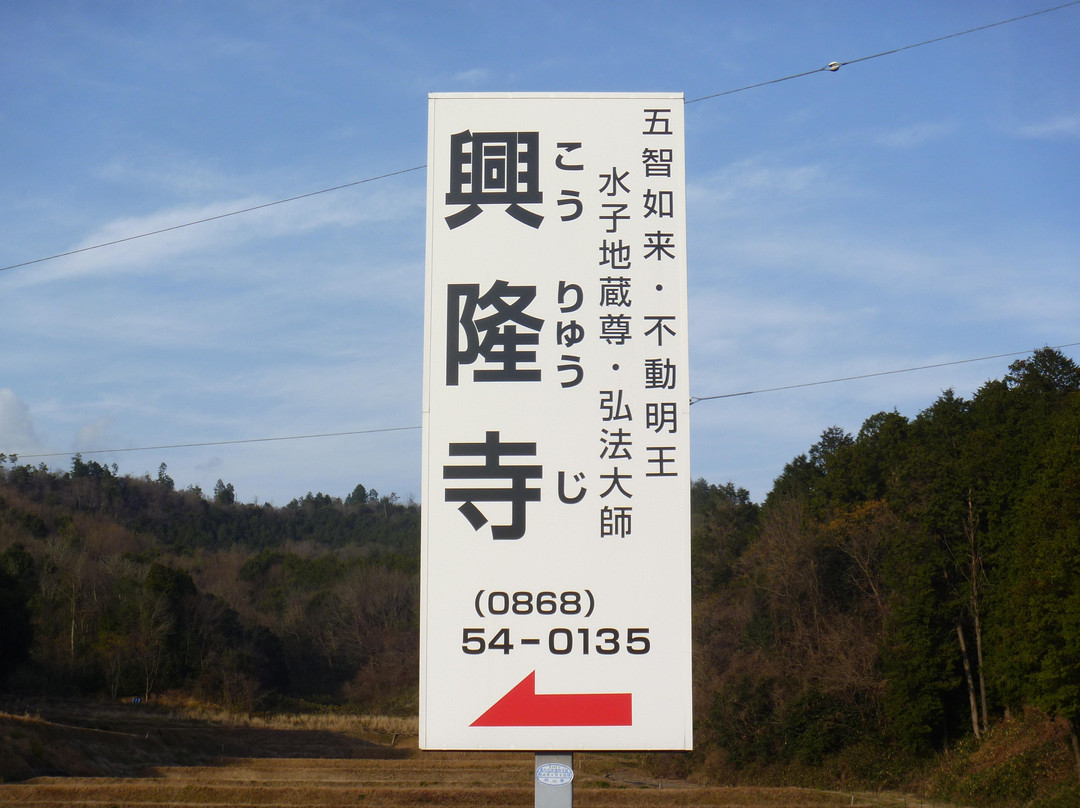 五智如来・不動明王
水子地蔵尊・弘法大師
こうりゅうじ
興隆寺
(0868)
54-0135